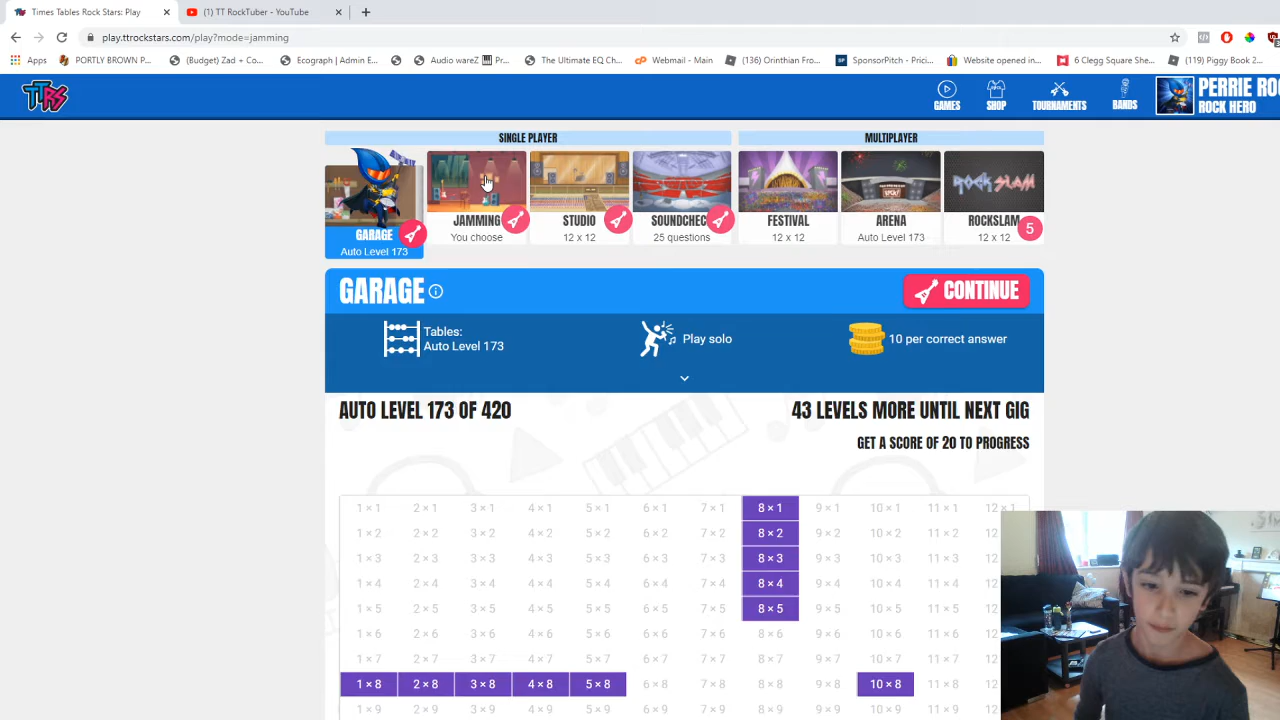 Times Tables Rock Stars: Play
(1) TT RockTuber - YouTube
play.ttrockstars.com/play?mode=jamming
Apps
PORTLY BROWN P...
(Budget) Zad + Co...
Ecograph | Admin E...
Audio wareZ
Pr...
The Ultimate EQ Ch...
Webmail - Main
(136) Orinthian Fro...
SponsorPitch - Prici...
Website opened in...
6 Clegg Square She...
(119) Piggy Book 2...
TTRS
GAMES
SHOP
TOURNAMENTS
BANDS
PERRIE RO
ROCK HERO
SINGLE PLAYER
MULTIPLAYER
GARAGE
Auto Level 173
JAMMING
You choose
STUDIO
12 x 12
SOUNDCHEC
25 questions
FESTIVAL
12 x 12
ARENA
Auto Level 173
ROCK SLAM
ROCKSLAM
12 x 12
5
GARAGE
CONTINUE
Tables:
Auto Level 173
Play solo
10 per correct answer
AUTO LEVEL 173 OF 420
43 LEVELS MORE UNTIL NEXT GIG
GET A SCORE OF 20 TO PROGRESS
1 × 1 2 × 1 3 × 1 4 × 1 5 × 1 6 × 1 7 × 1 8 × 1 9 × 1 10 × 1 11 × 1 12 × 1
1 × 2 2 × 2 3 × 2 4 × 2 5 × 2 6 × 2 7 × 2 8 × 2 9 × 2 10 × 2 11 × 2 12
1 × 3 2 × 3 3 × 3 4 × 3 5 × 3 6 × 3 7 × 3 8 × 3 9 × 3 10 × 3 11 × 3 12
1 × 4 2 × 4 3 × 4 4 × 4 5 × 4 6 × 4 7 × 4 8 × 4 9 × 4 10 × 4 11 × 4 12
1 × 5 2 × 5 3 × 5 4 × 5 5 × 5 6 × 5 7 × 5 8 × 5 9 × 5 10 × 5 11 × 5 12
1 × 6 2 × 6 3 × 6 4 × 6 5 × 6 6 × 6 7 × 6 8 × 6 9 × 6 10 × 6 11 × 6 12
1 × 7 2 × 7 3 × 7 4 × 7 5 × 7 6 × 7 7 × 7 8 × 7 9 × 7 10 × 7 11 × 7 12
1 × 8 2 × 8 3 × 8 4 × 8 5 × 8 6 × 8 7 × 8 8 × 8 9 × 8 10 × 8 11 × 8 12
1 × 9 2 × 9 3 × 9 4 × 9 5 × 9 6 × 9 7 × 9 8 × 9 9 × 9 10 × 9 11 × 9 12